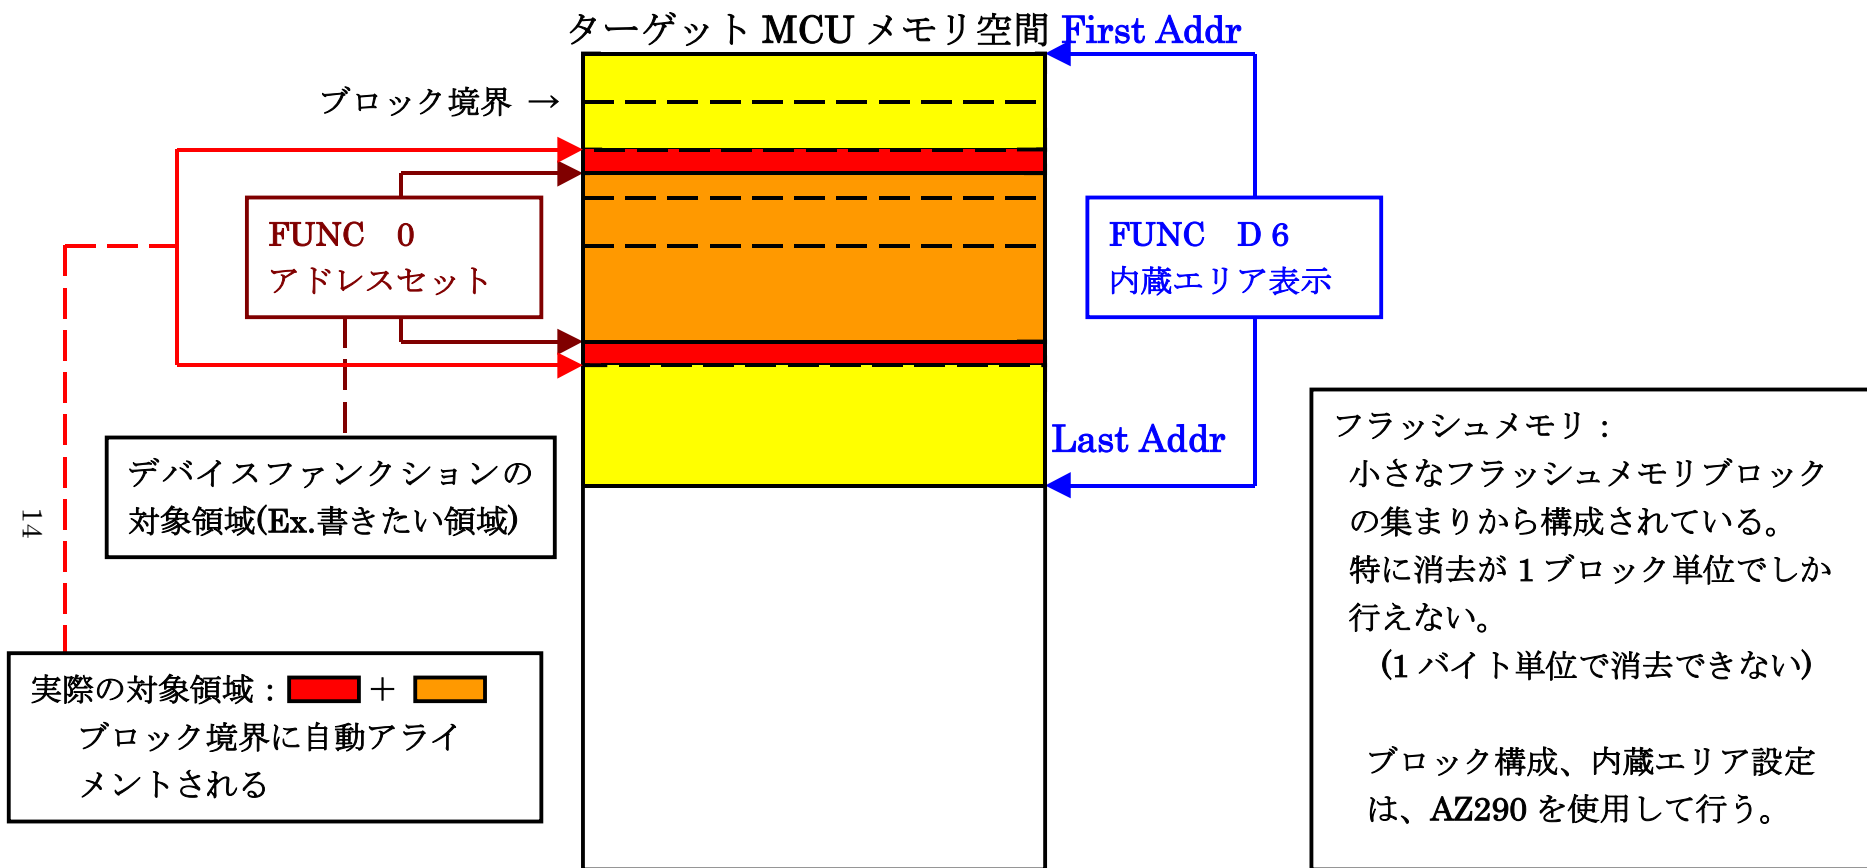 ターゲット MCU メモリ空間
First Addr
ブロック境界 →
FUNC 0
アドレスセット
FUNC D 6
内蔵エリア表示
Last Addr
デバイスファンクションの
対象領域(Ex.書きたい領域)
14
実際の対象領域： ＋
ブロック境界に自動アライ
メントされる
フラッシュメモリ：
小さなフラッシュメモリブロック
の集まりから構成されている。
特に消去が 1 ブロック単位でしか
行えない。
(1 バイト単位で消去できない)
ブロック構成、内蔵エリア設定
は、AZ290 を使用して行う。